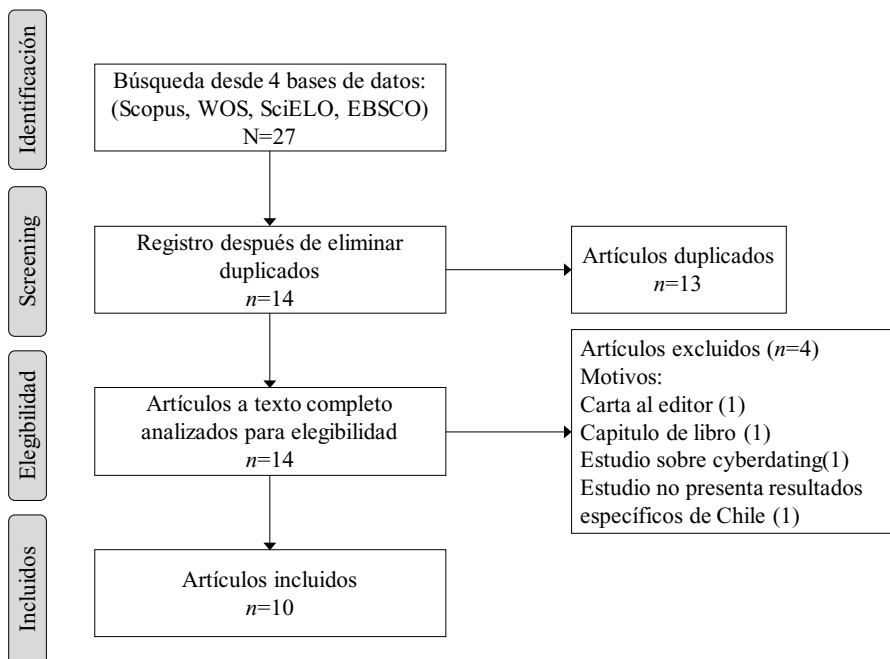 Identificación
Búsqueda desde 4 bases de datos:
(Scopus, WOS, SciELO, EBSCO)
N=27
Screening
Registro después de eliminar
duplicados
n=14
Artículos duplicados
n=13
Elegibilidad
Artículos a texto completo
analizados para elegibilidad
n=14
Artículos excluidos (n=4)
Motivos:
Carta al editor (1)
Capitulo de libro (1)
Estudio sobre cyberdating(1)
Estudio no presenta resultados
específicos de Chile (1)
Incluidos
Artículos incluidos
n=10